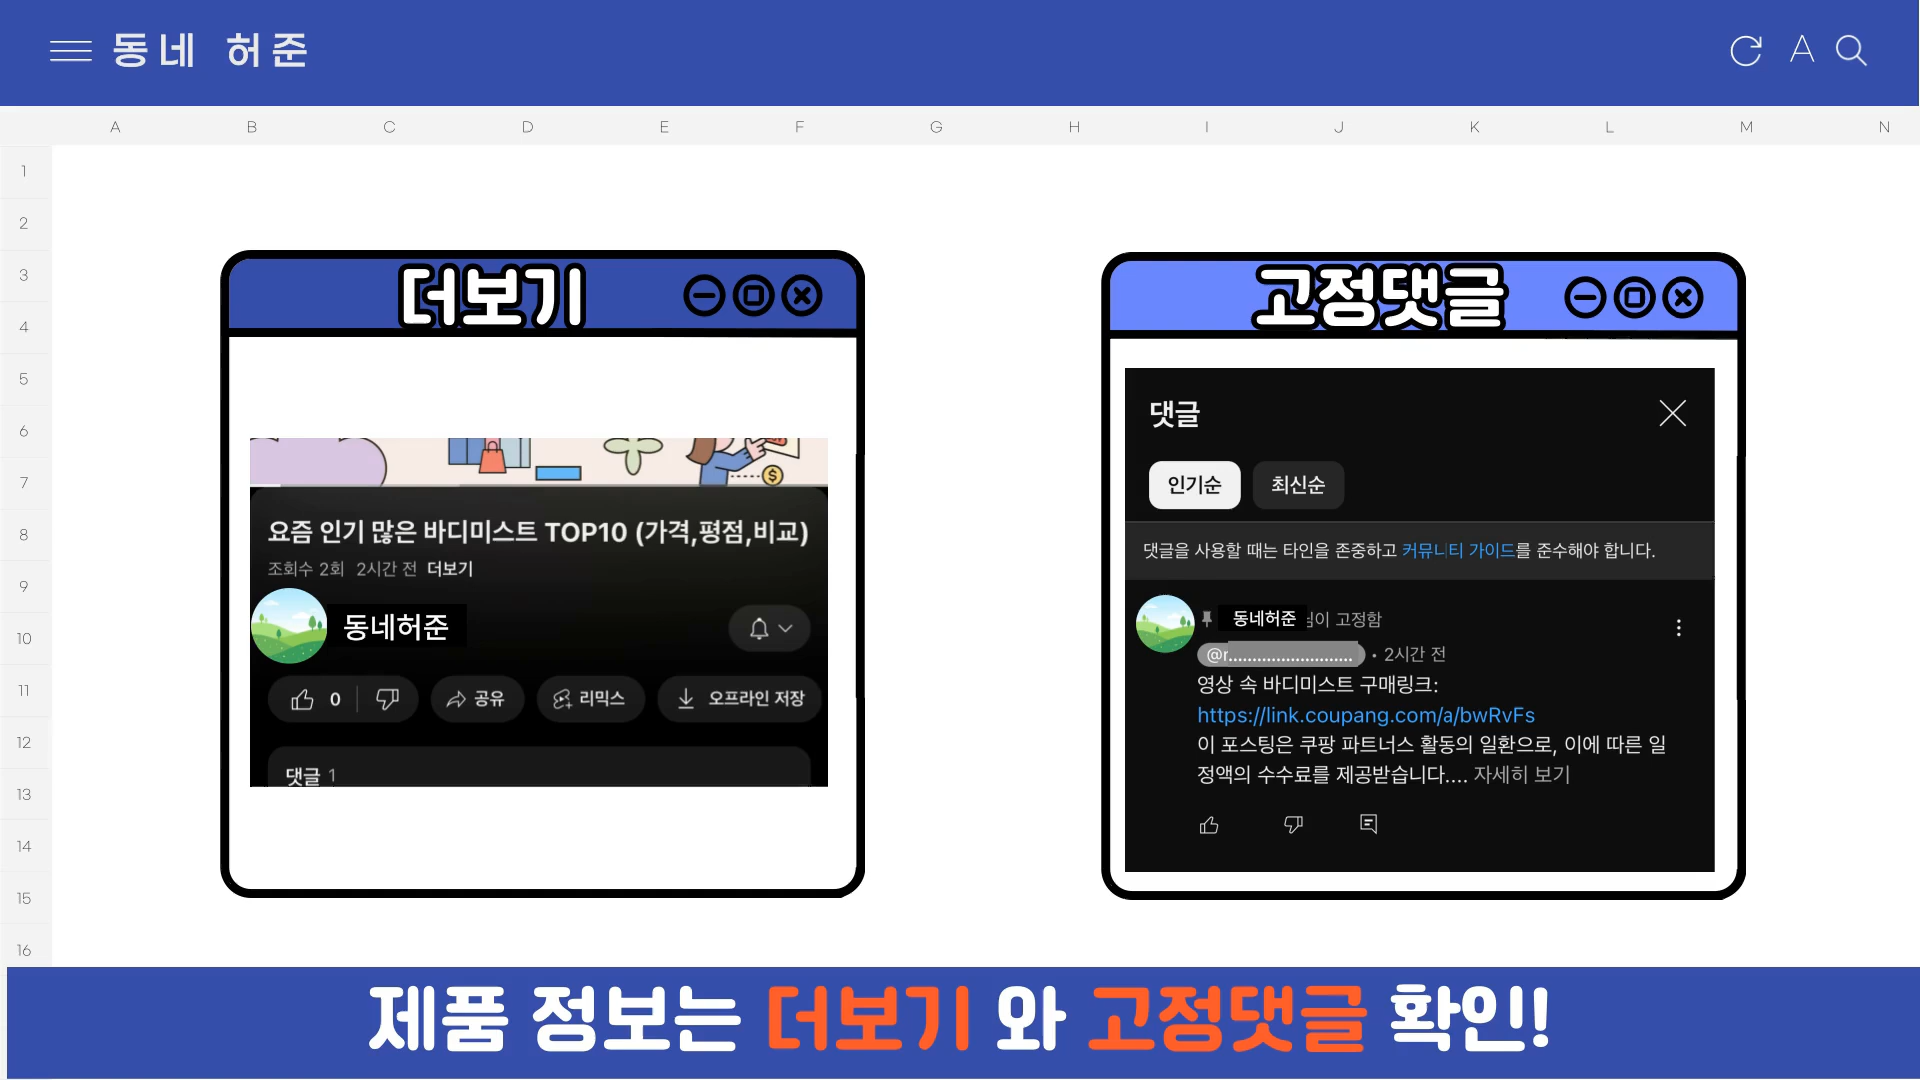 동네 허준
A
A B C D E F G H I J K L M N
1
2
3
4
5
6
7
8
9
10
11
12
13
14
15
16
더보기
요즘 인기 많은 바디미스트 TOP10 (가격,평점,비교)
조회수 2회 2시간 전 더보기
동네허준
0 공유 리믹스 오프라인 저장
댓글 1
고정댓글
댓글
인기순 최신순
댓글을 사용할 때는 타인을 존중하고 커뮤니티 가이드를 준수해야 합니다.
동네허준 님이 고정함
@r.......................... • 2시간 전
영상 속 바디미스트 구매링크:
https://link.coupang.com/a/bwRvFs
이 포스팅은 쿠팡 파트너스 활동의 일환으로, 이에 따른 일
정액의 수수료를 제공받습니다.... 자세히 보기
제품 정보는 더보기 와 고정댓글 확인!